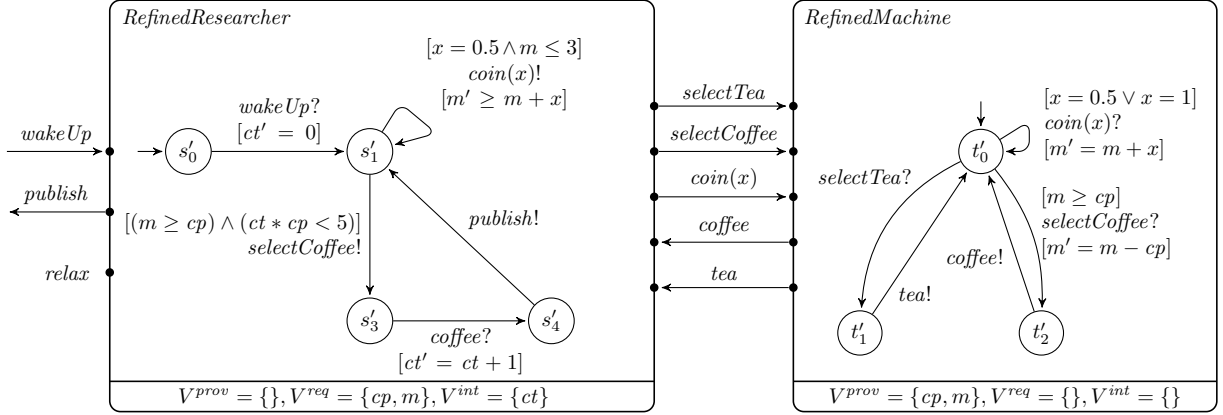 RefinedResearcher
wakeUp
publish
relax
s′₀
wakeUp?
[ct′ = 0]
s′₁
[x = 0.5 ∧ m ≤ 3]
coin(x)!
[m′ ≥ m + x]
[(m ≥ cp) ∧ (ct ∗ cp < 5)]
selectCoffee!
publish!
s′₃
coffee?
[ct′ = ct + 1]
s′₄
V^prov = {}, V^req = {cp, m}, V^int = {ct}
selectTea
selectCoffee
coin(x)
coffee
tea
RefinedMachine
[x = 0.5 ∨ x = 1]
coin(x)?
[m′ = m + x]
t′₀
selectTea?
[m ≥ cp]
selectCoffee?
[m′ = m − cp]
coffee!
tea!
t′₁
t′₂
V^prov = {cp, m}, V^req = {}, V^int = {}